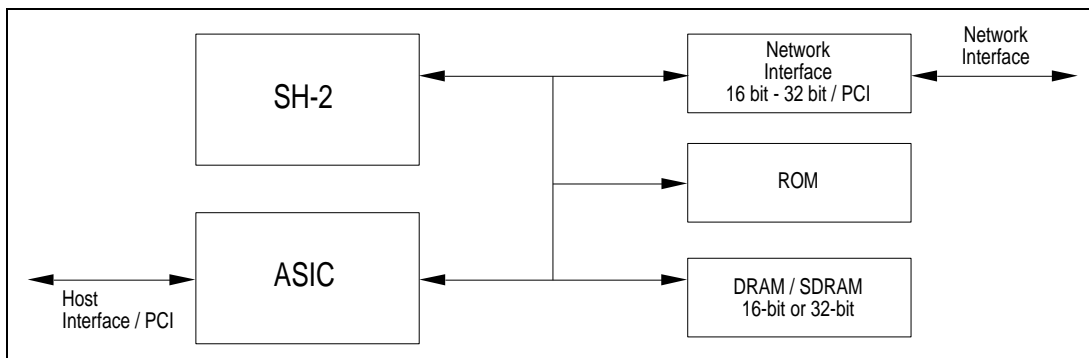 SH-2
Network
Interface
16 bit - 32 bit / PCI
Network
Interface
ROM
ASIC
Host
Interface / PCI
DRAM / SDRAM
16-bit or 32-bit